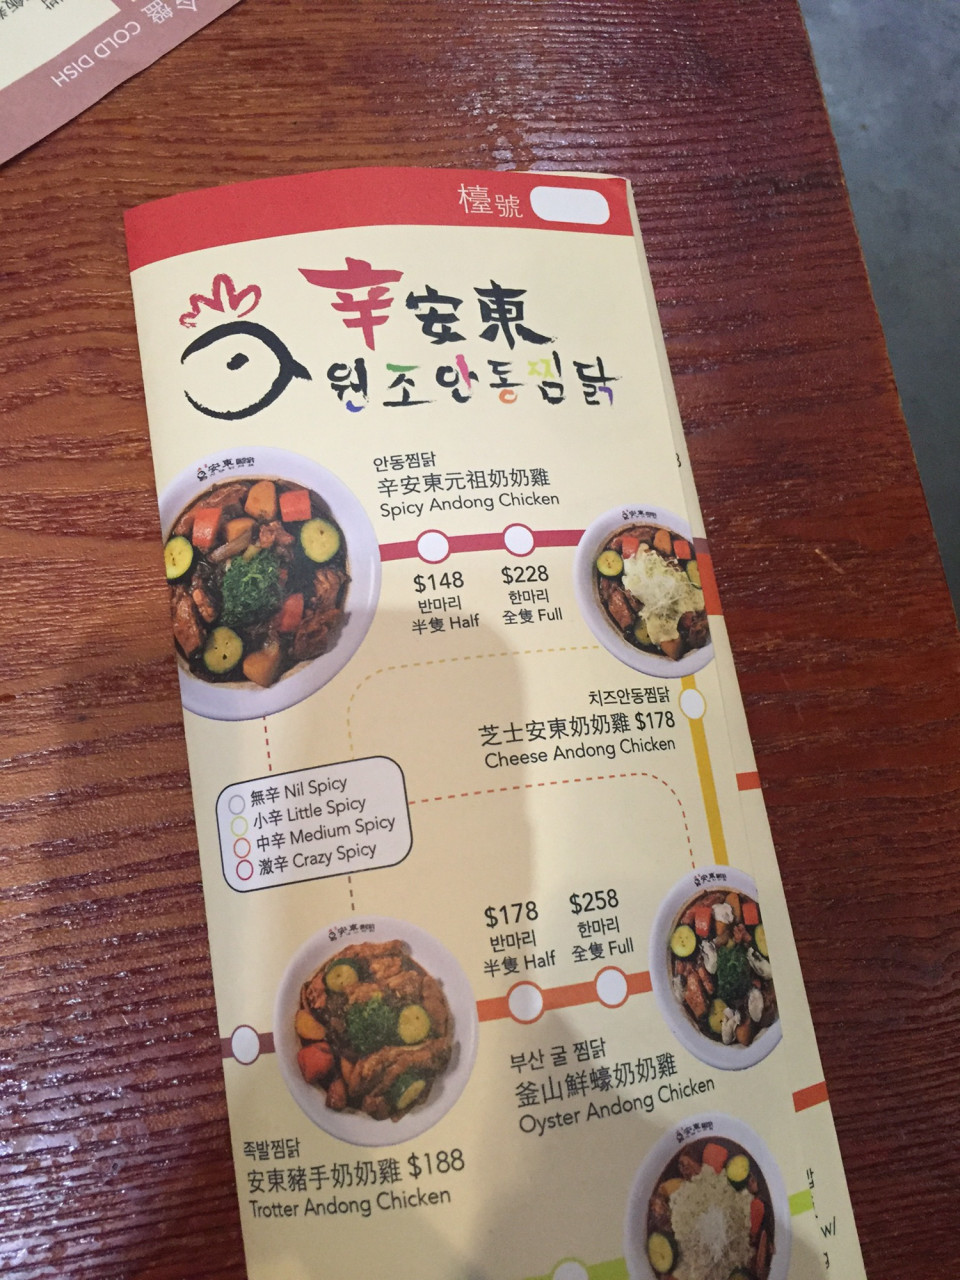 COLD DISH
檯號
辛安東
원조안동찜닭
안동찜닭
辛安東元祖奶奶雞
Spicy Andong Chicken
$148
반마리
半隻 Half
$228
한마리
全隻 Full
치즈안동찜닭
芝士安東奶奶雞 $178
Cheese Andong Chicken
無辛 Nil Spicy
小辛 Little Spicy
中辛 Medium Spicy
激辛 Crazy Spicy
$178
반마리
半隻 Half
$258
한마리
全隻 Full
부산 굴 찜닭
釜山鮮蠔奶奶雞
Oyster Andong Chicken
족발찜닭
安東豬手奶奶雞 $188
Trotter Andong Chicken
w/